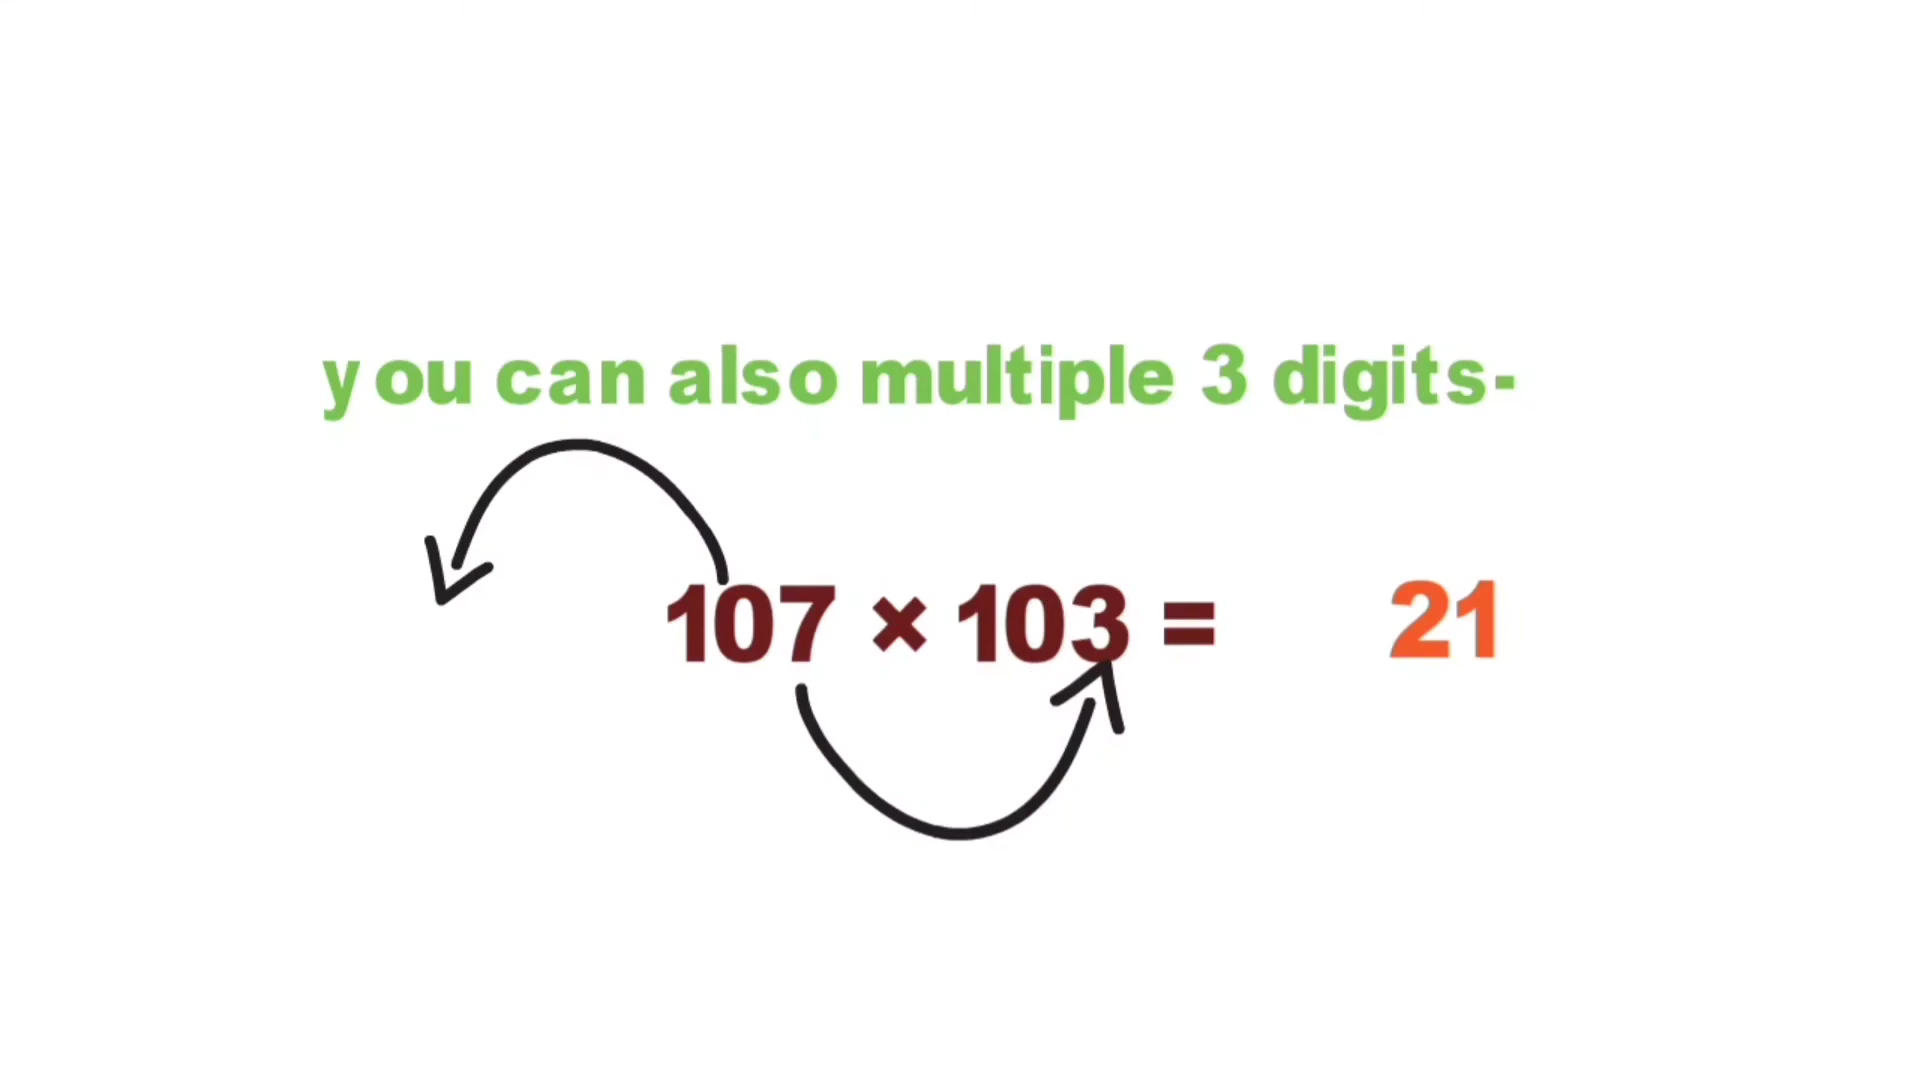 you can also multiple 3 digits-
107 × 103 = 21